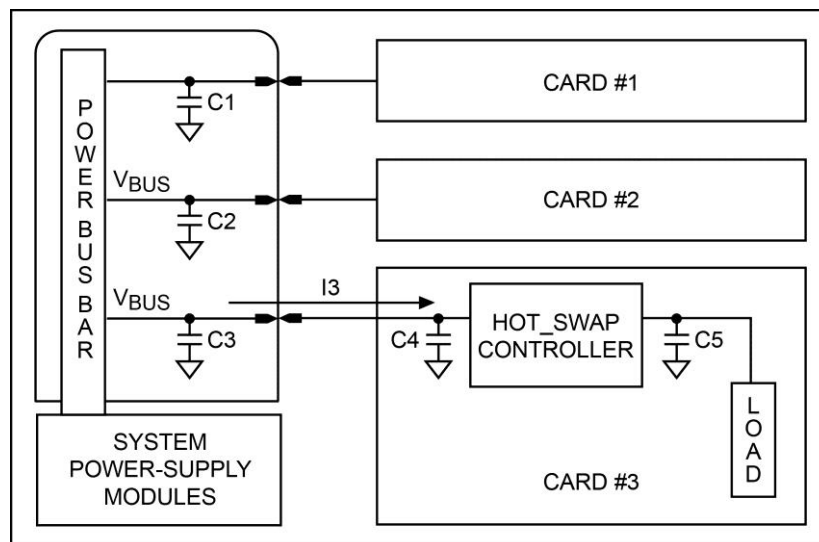 POWER BUS BAR
C1
CARD #1
VBUS
C2
CARD #2
VBUS
I3
C3
C4
HOT_SWAP
CONTROLLER
C5
LOAD
SYSTEM
POWER-SUPPLY
MODULES
CARD #3